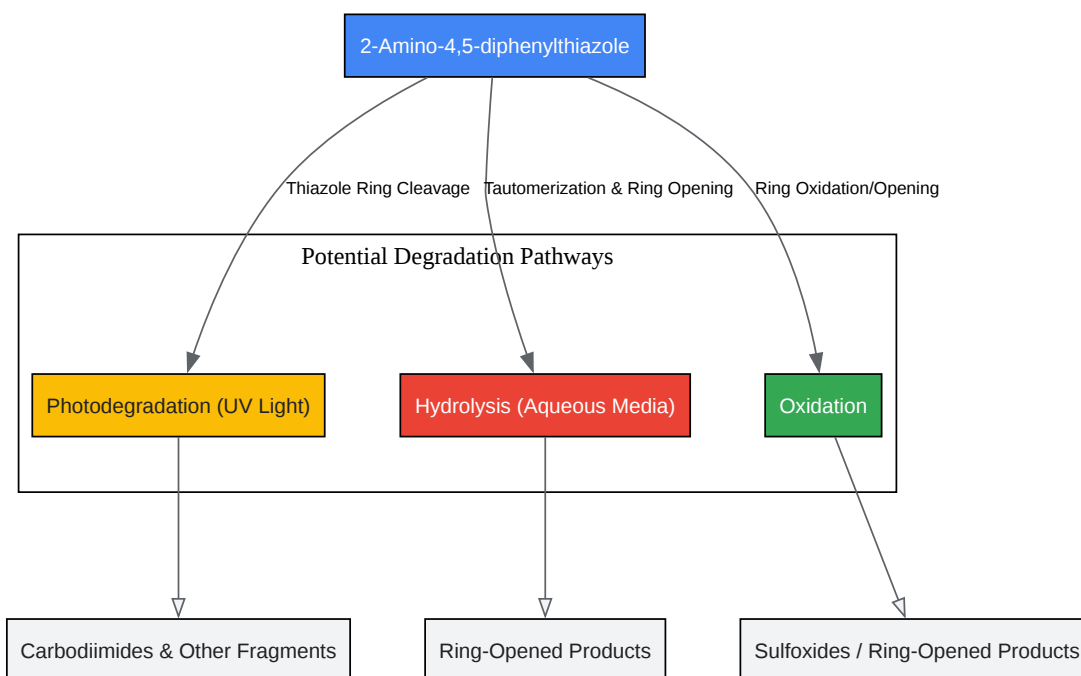 2-Amino-4,5-diphenylthiazole
Thiazole Ring Cleavage
Tautomerization & Ring Opening
Ring Oxidation/Opening
Potential Degradation Pathways
Photodegradation (UV Light)
Hydrolysis (Aqueous Media)
Oxidation
Carbodiimides & Other Fragments
Ring-Opened Products
Sulfoxides / Ring-Opened Products